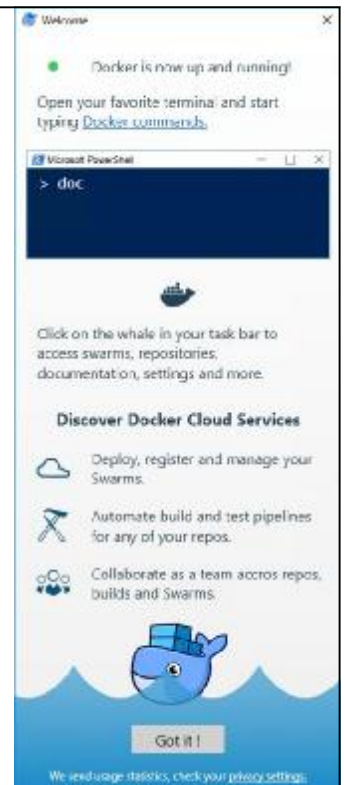 Welcome
Docker is now up and running!
Open your favorite terminal and start
typing Docker commands.
Microsoft PowerShell
> doc
Click on the whale in your task bar to
access swarms, repositories,
documentation, settings and more.
Discover Docker Cloud Services
Deploy, register and manage your
Swarms.
Automate build and test pipelines
for any of your repos.
Collaborate as a team accros repos,
builds and Swarms.
Got it !
We send usage statistics, check your privacy settings.